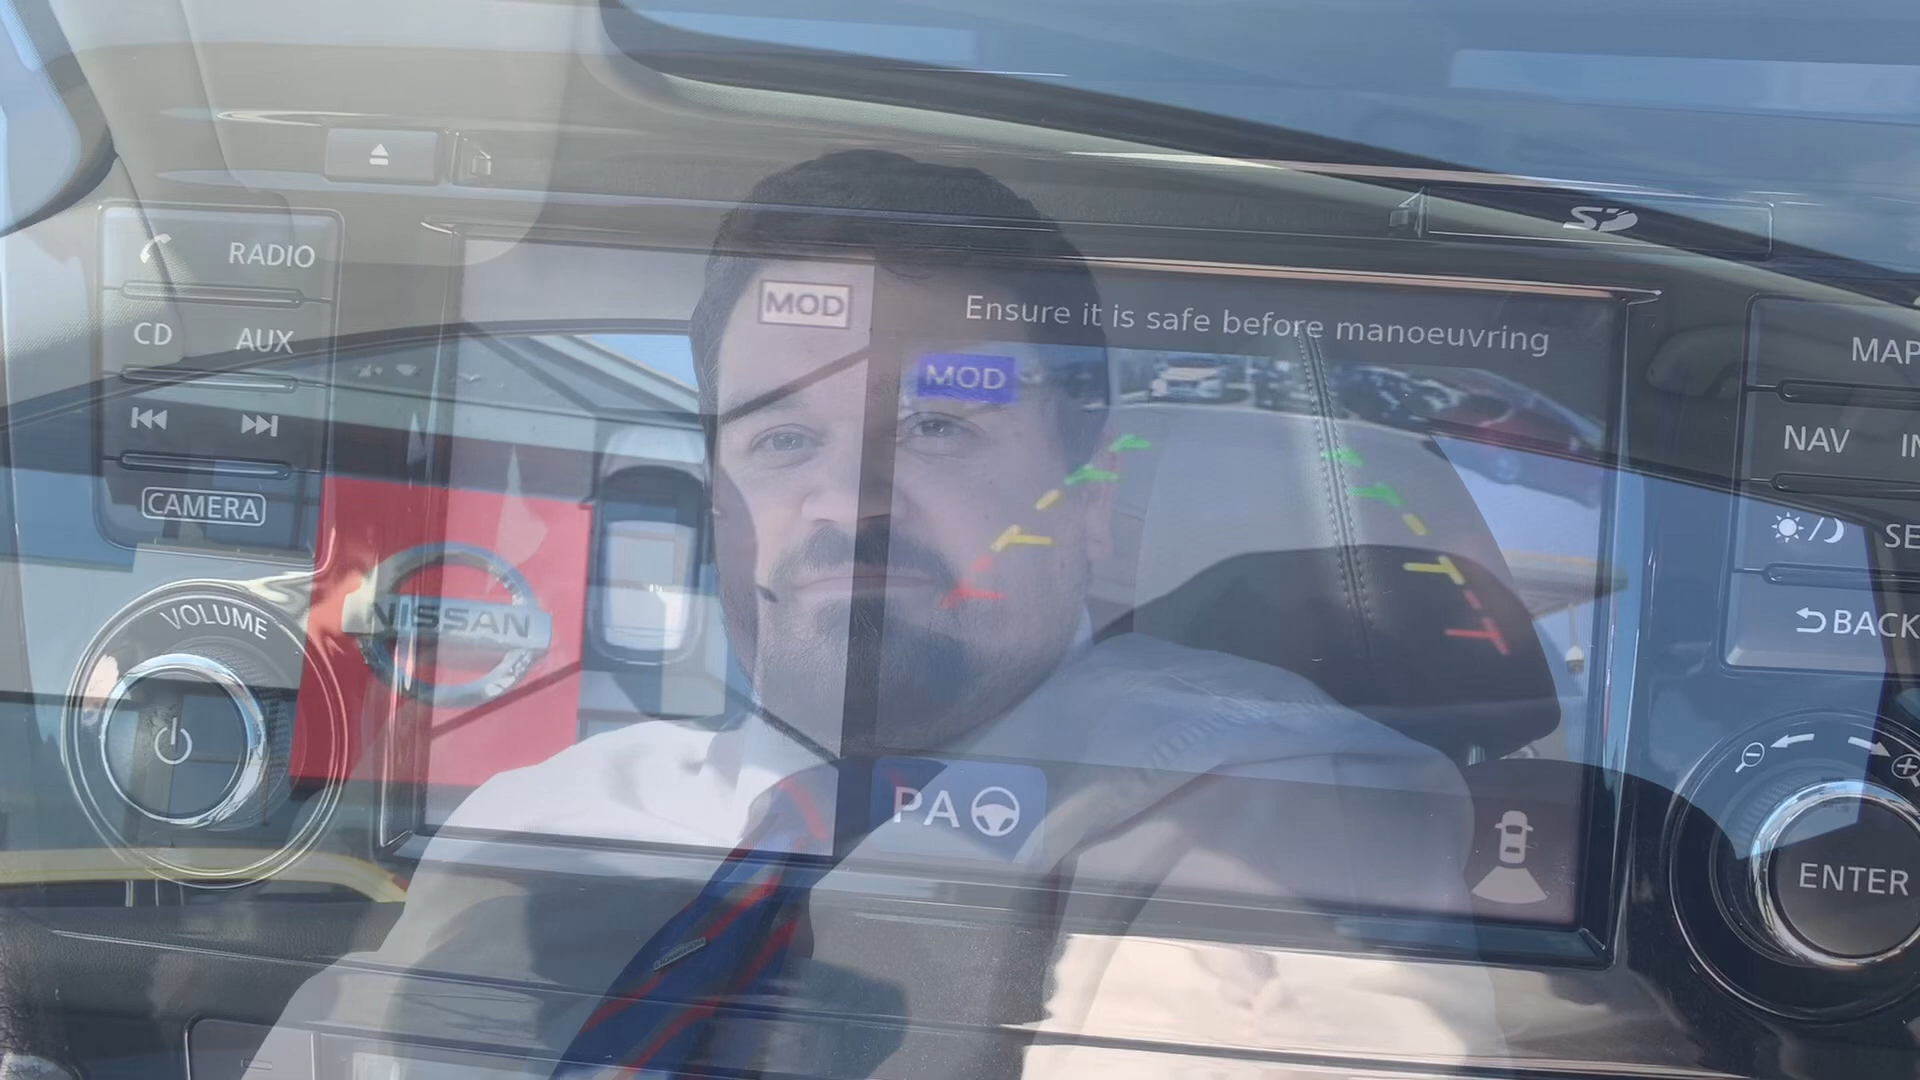 RADIO
CD AUX
CAMERA
VOLUME
NISSAN
MOD
Ensure it is safe before manoeuvring
MOD
PA
MAP
NAV
BACK
ENTER